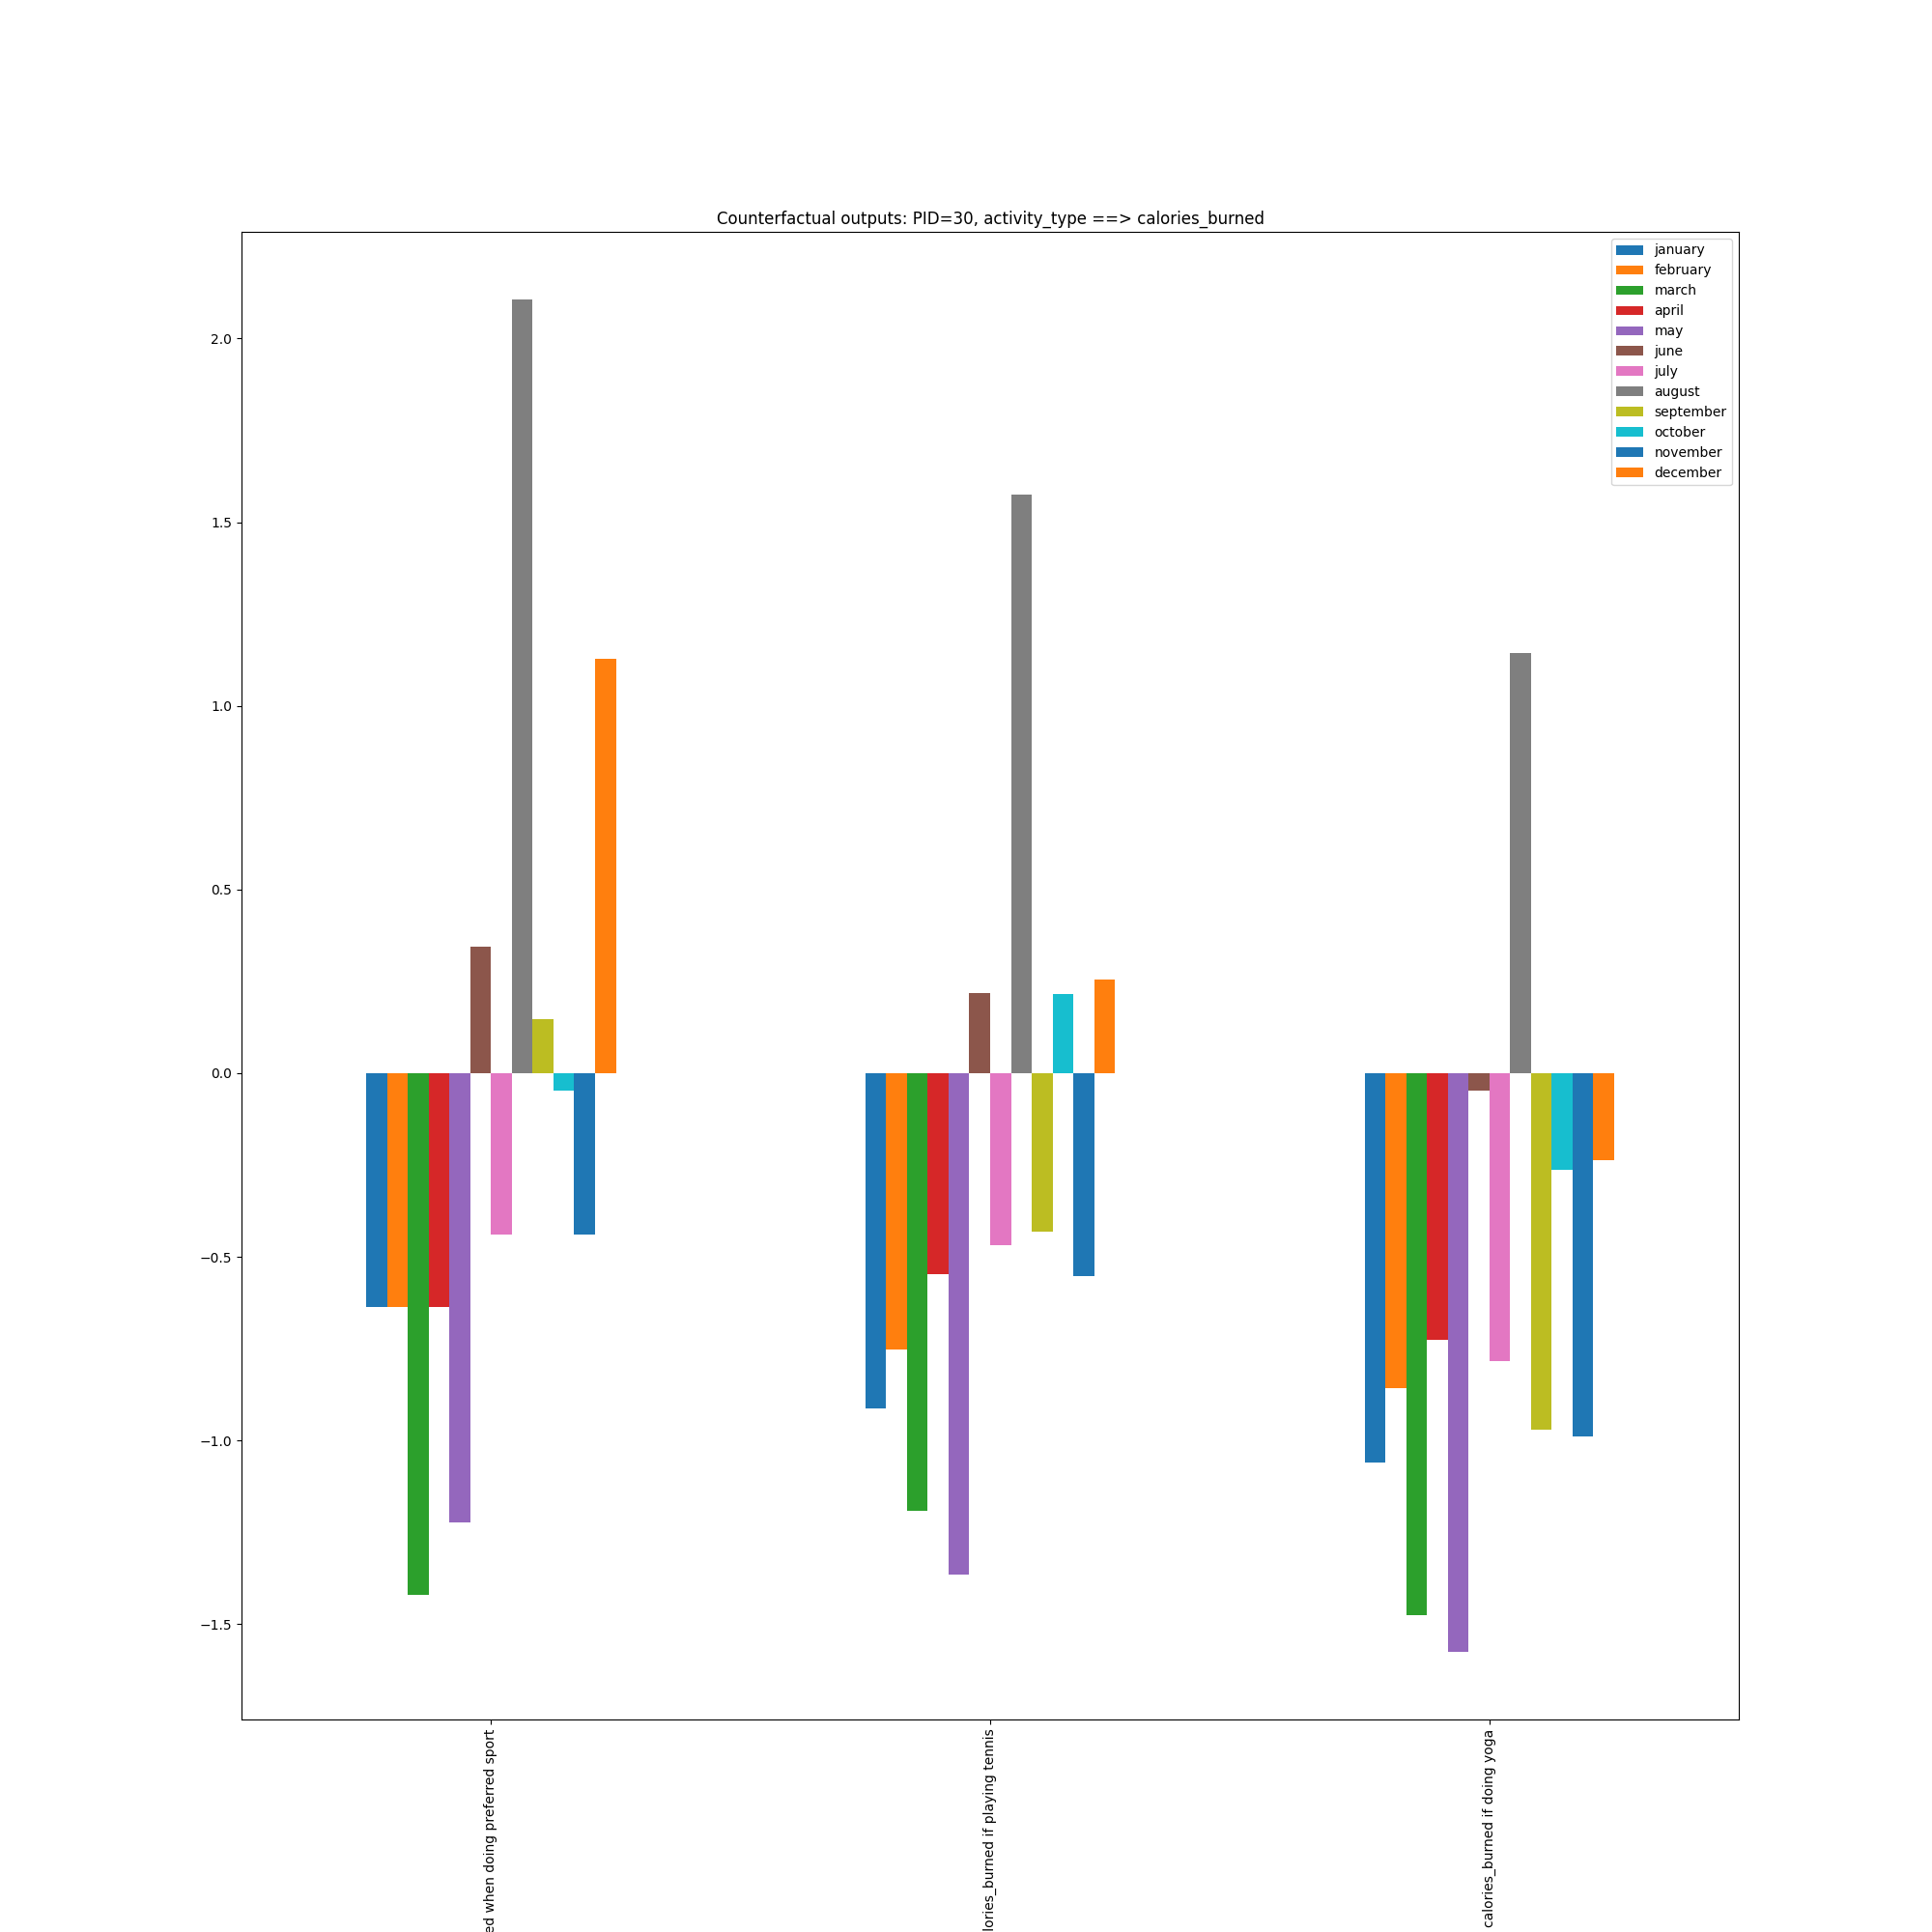 Counterfactual outputs: PID=30, activity_type ==> calories_burned
january
february
march
april
may
june
july
august
september
october
november
december
2.0
1.5
1.0
0.5
0.0
−0.5
−1.0
−1.5
ed when doing preferred sport
lories_burned if playing tennis
calories_burned if doing yoga